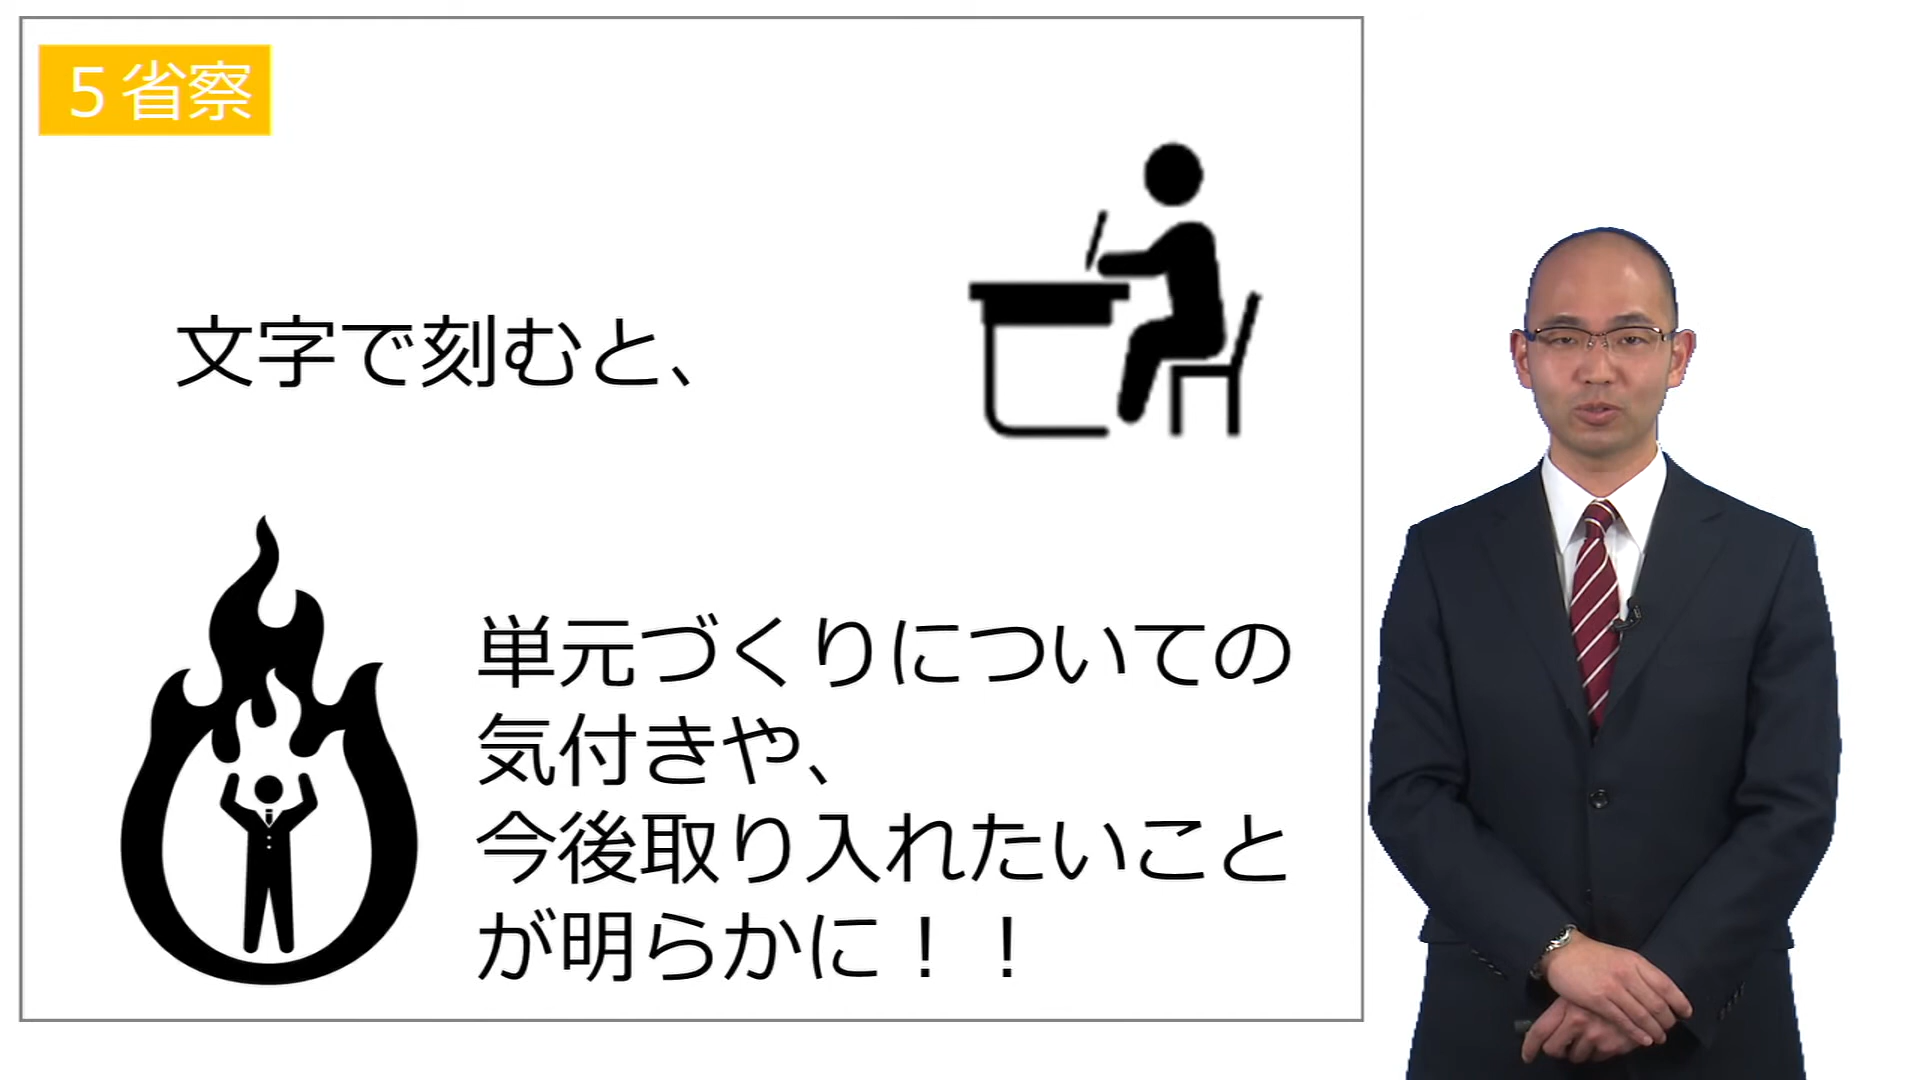 ５省察
文字で刻むと、
単元づくりについての
気付きや、
今後取り入れたいこと
が明らかに！！